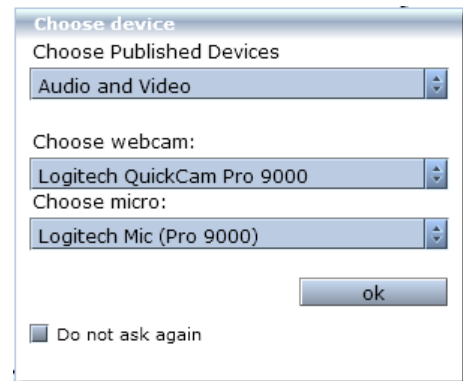 Choose device
Choose Published Devices
Audio and Video
Choose webcam:
Logitech QuickCam Pro 9000
Choose micro:
Logitech Mic (Pro 9000)
ok
Do not ask again